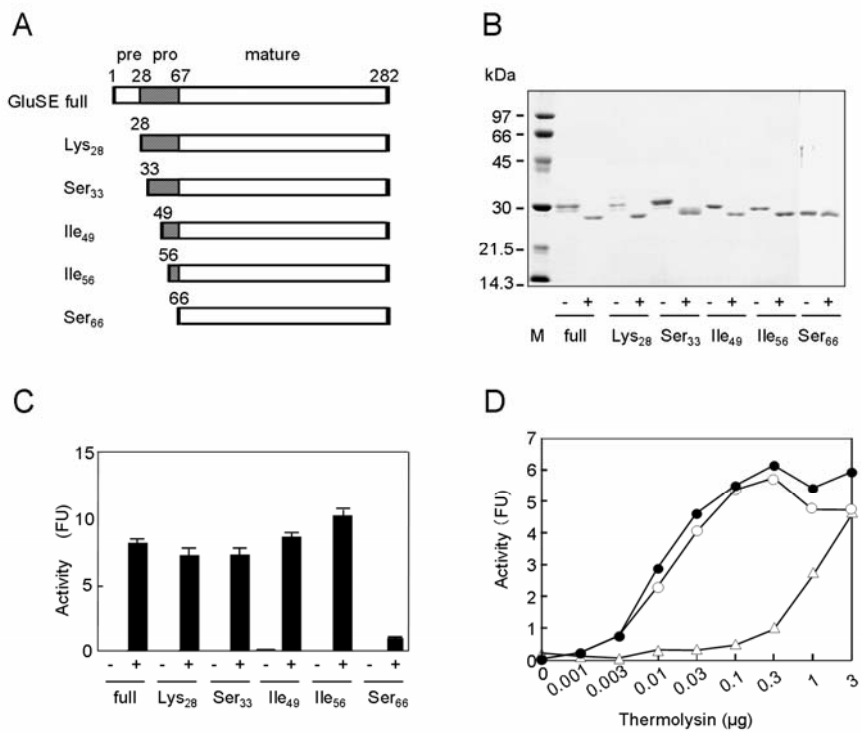 A
pre pro mature
1 28 67 282
GluSE full
28
Lys28
33
Ser33
49
Ile49
56
Ile56
66
Ser66
B
kDa
97
66
45
30
21.5
14.3
- + - + - + - + - + - +
M full Lys28 Ser33 Ile49 Ile56 Ser66
C
15
10
5
0
Activity (FU)
- + - + - + - + - + - +
full Lys28 Ser33 Ile49 Ile56 Ser66
D
7
6
5
4
3
2
1
0
Activity (FU)
0 0.001 0.003 0.01 0.03 0.1 0.3 1 3
Thermolysin (µg)